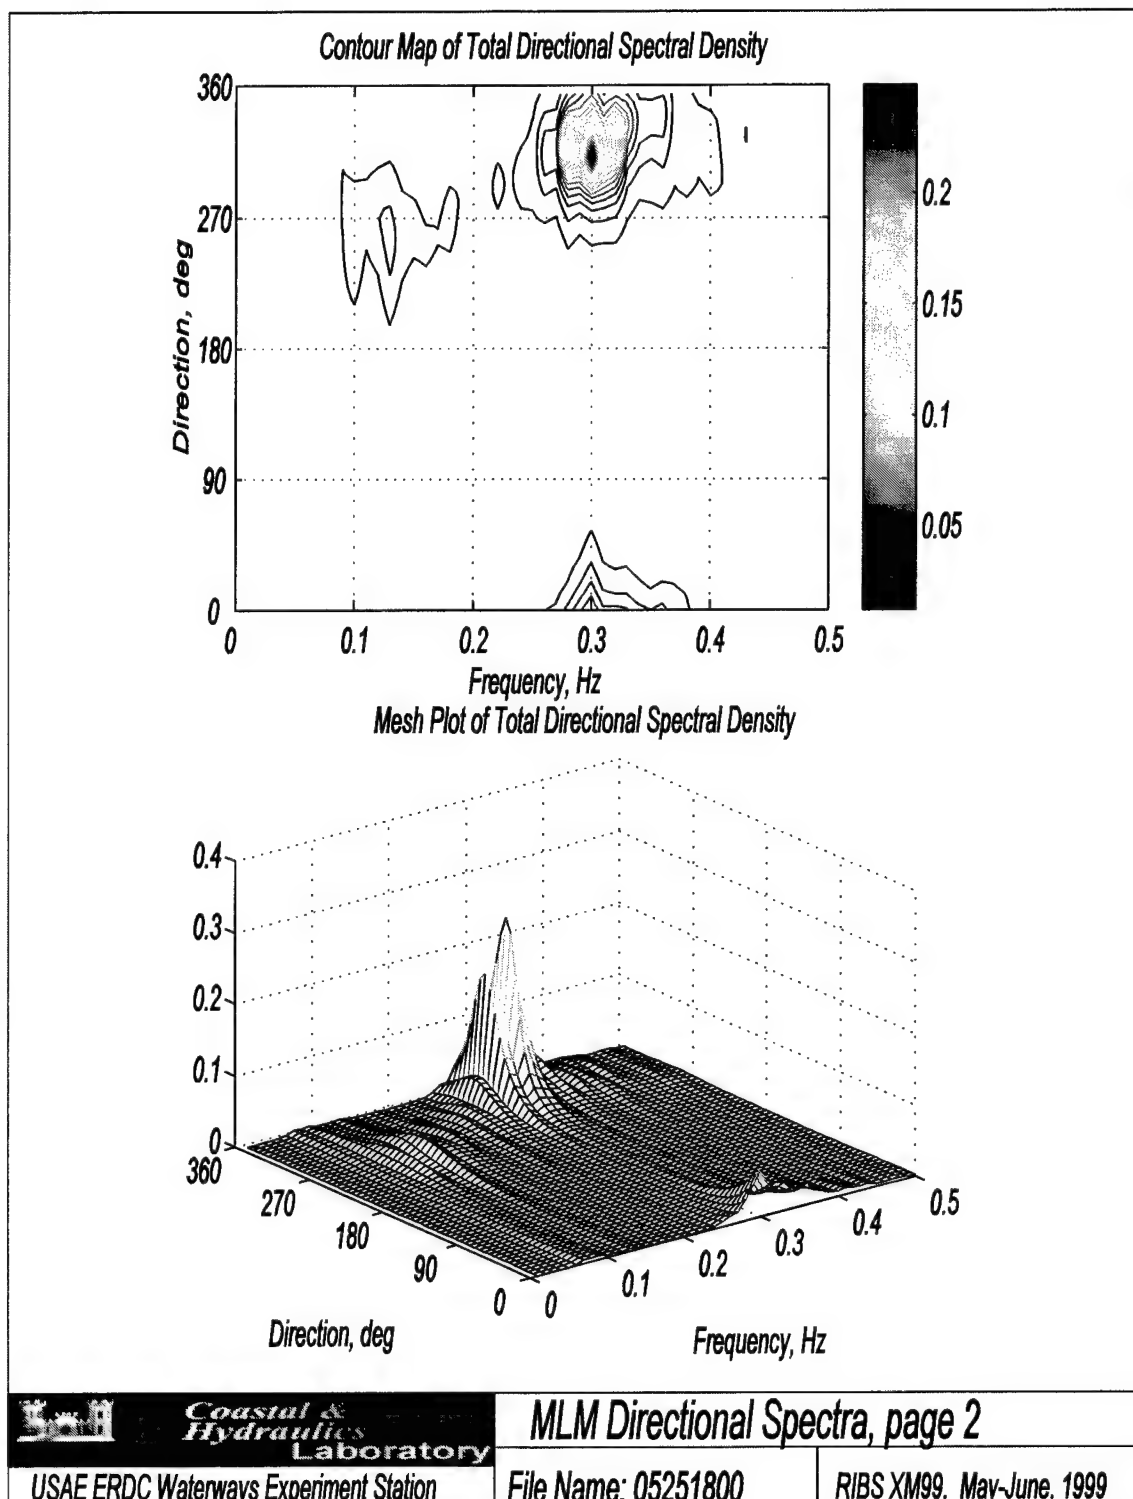 Contour Map of Total Directional Spectral Density
360
270
180
90
0
Direction, deg
0
0.1
0.2
0.3
0.4
0.5
Frequency, Hz
0.2
0.15
0.1
0.05
Mesh Plot of Total Directional Spectral Density
0.4
0.3
0.2
0.1
0
360
270
180
90
0
0
0.1
0.2
0.3
0.4
0.5
Direction, deg
Frequency, Hz
Coastal &
Hydraulics
Laboratory
MLM Directional Spectra, page 2
USAE ERDC Waterways Experiment Station
File Name: 05251800
RIBS XM99, May-June, 1999